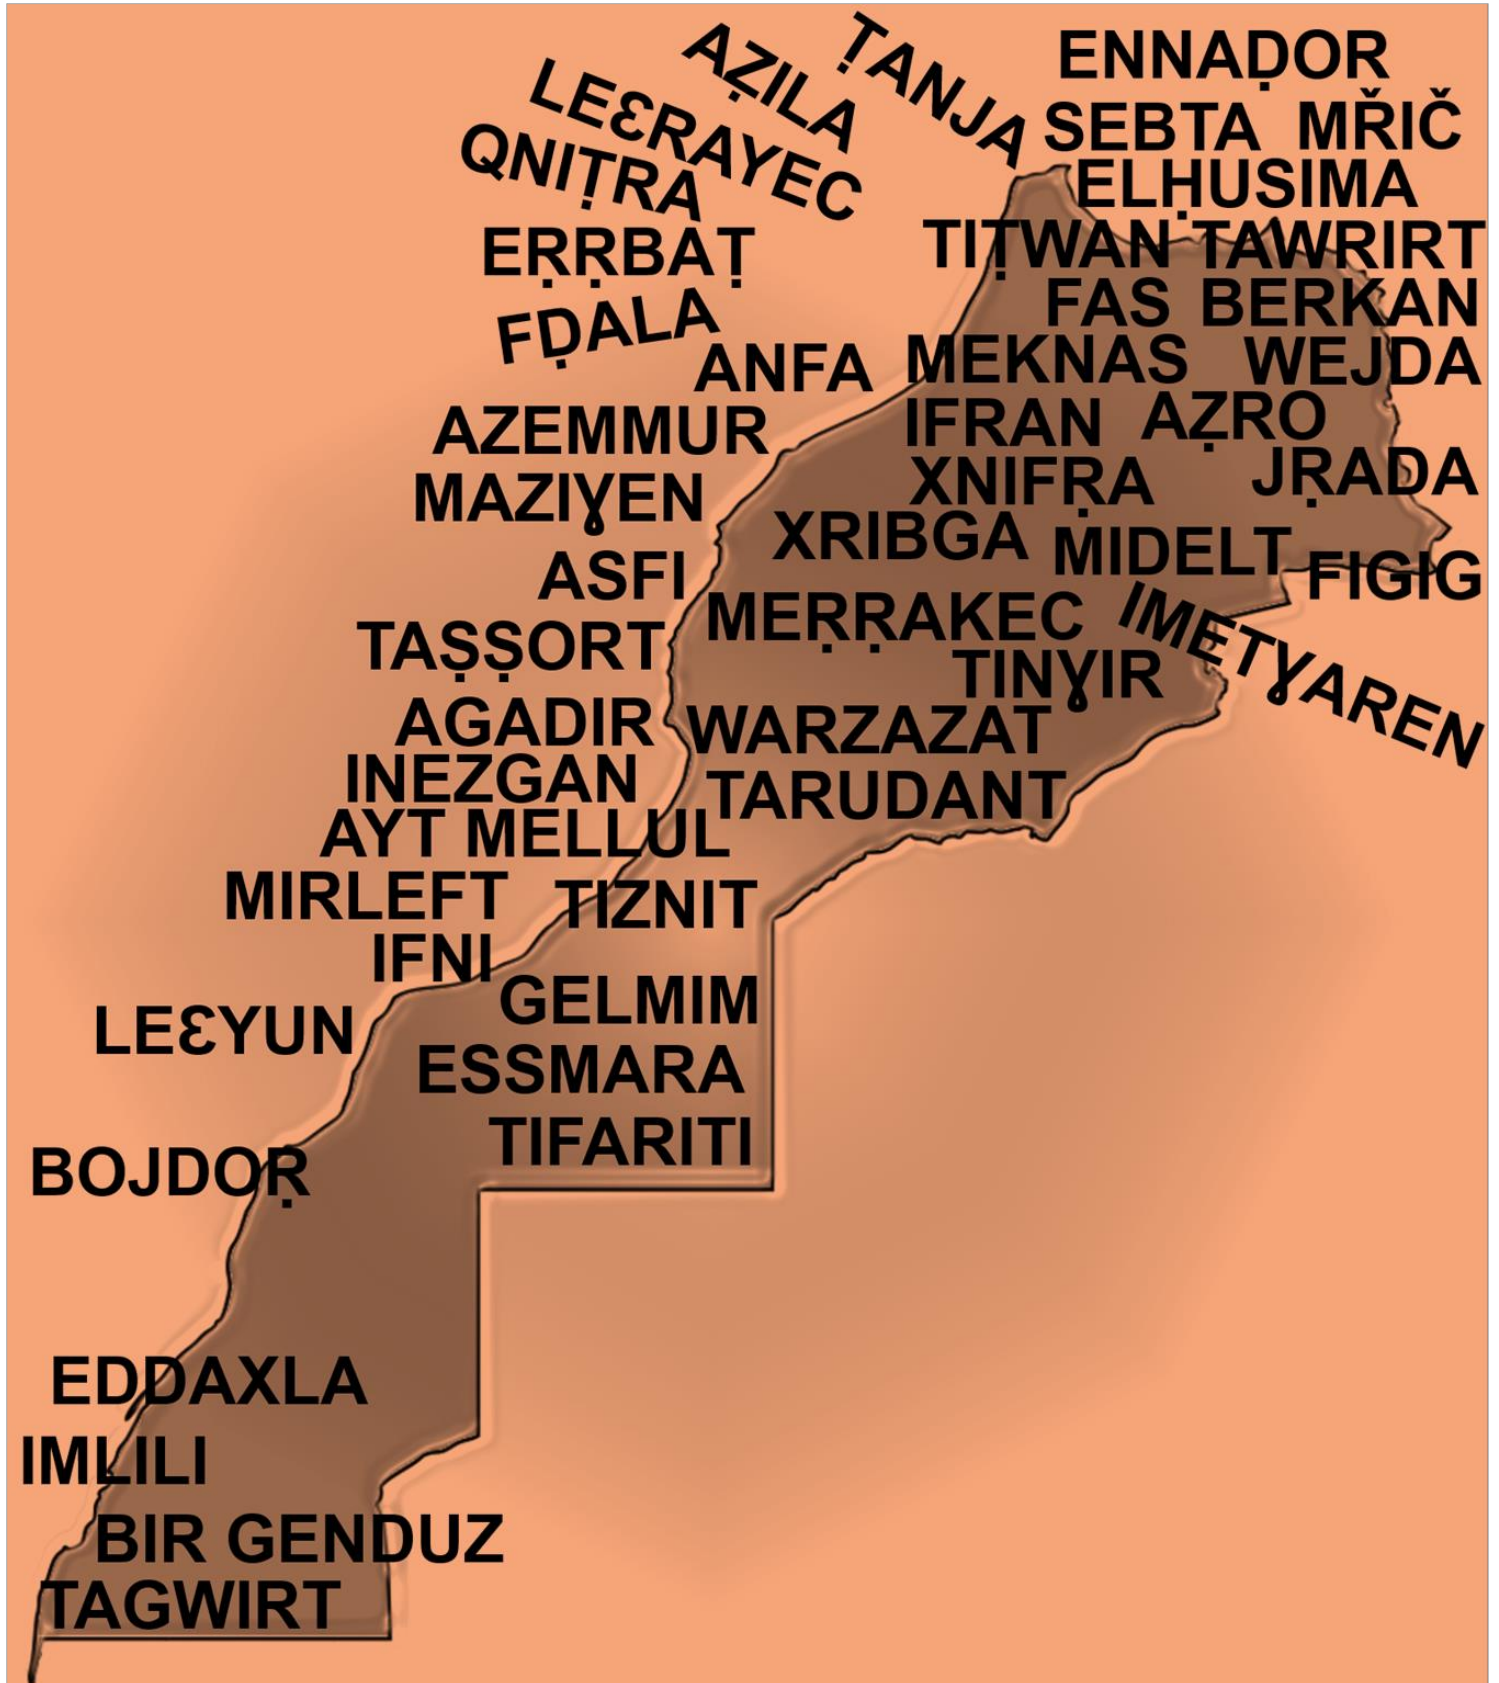 ENNAḌOR
AẒILA
ṬANJA
LEƐRAYEC
SEBTA MŘIČ
QNIṬRA
ELḤUSIMA
EṚṚBAṬ
TIṬWAN TAWRIRT
FḌALA
FAS BERKAN
ANFA
MEKNAS WEJDA
AZEMMUR
IFRAN AẒRO
MAZIƔEN
XNIFṚA JṚADA
XRIBGA MIDELT FIGIG
ASFI
MEṚṚAKEC IMETƔAREN
TAṢṢORT
TINƔIR
AGADIR WARZAZAT
INEZGAN TARUDANT
AYT MELLUL
MIRLEFT TIZNIT
IFNI
GELMIM
LEƐYUN
ESSMARA
TIFARITI
BOJDOṚ
EDDAXLA
IMLILI
BIR GENDUZ
TAGWIRT